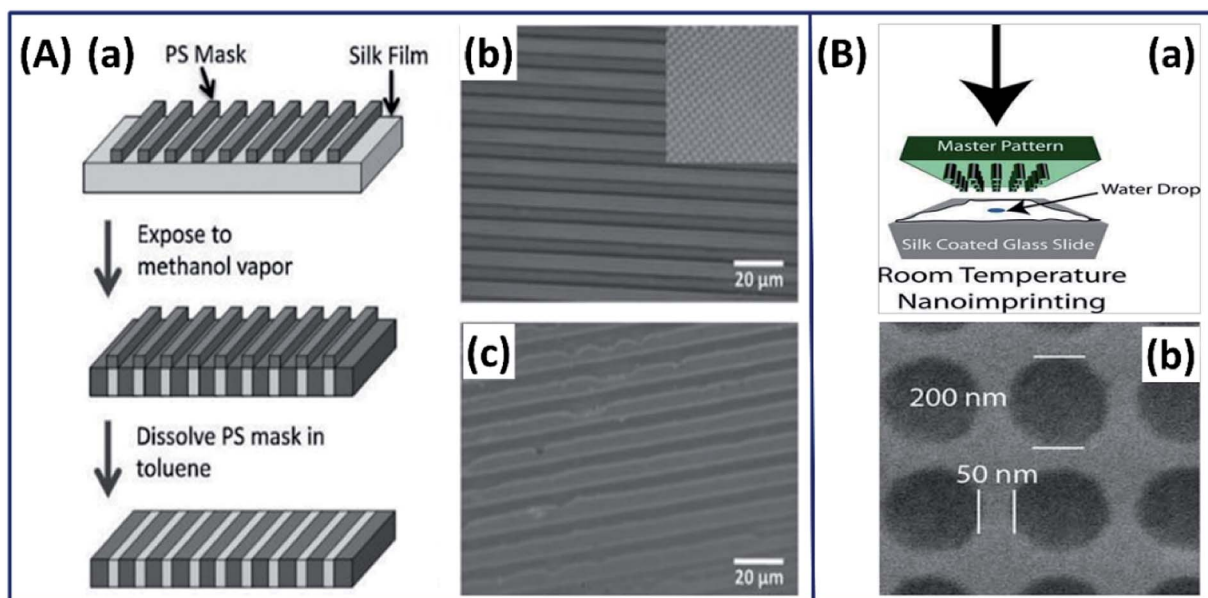 (A) (a)
PS Mask
Silk Film
Expose to
methanol vapor
Dissolve PS mask in
toluene
(b)
20 µm
(c)
20 µm
(B)
(a)
Master Pattern
Water Drop
Silk Coated Glass Slide
Room Temperature
Nanoimprinting
(b)
200 nm
50 nm